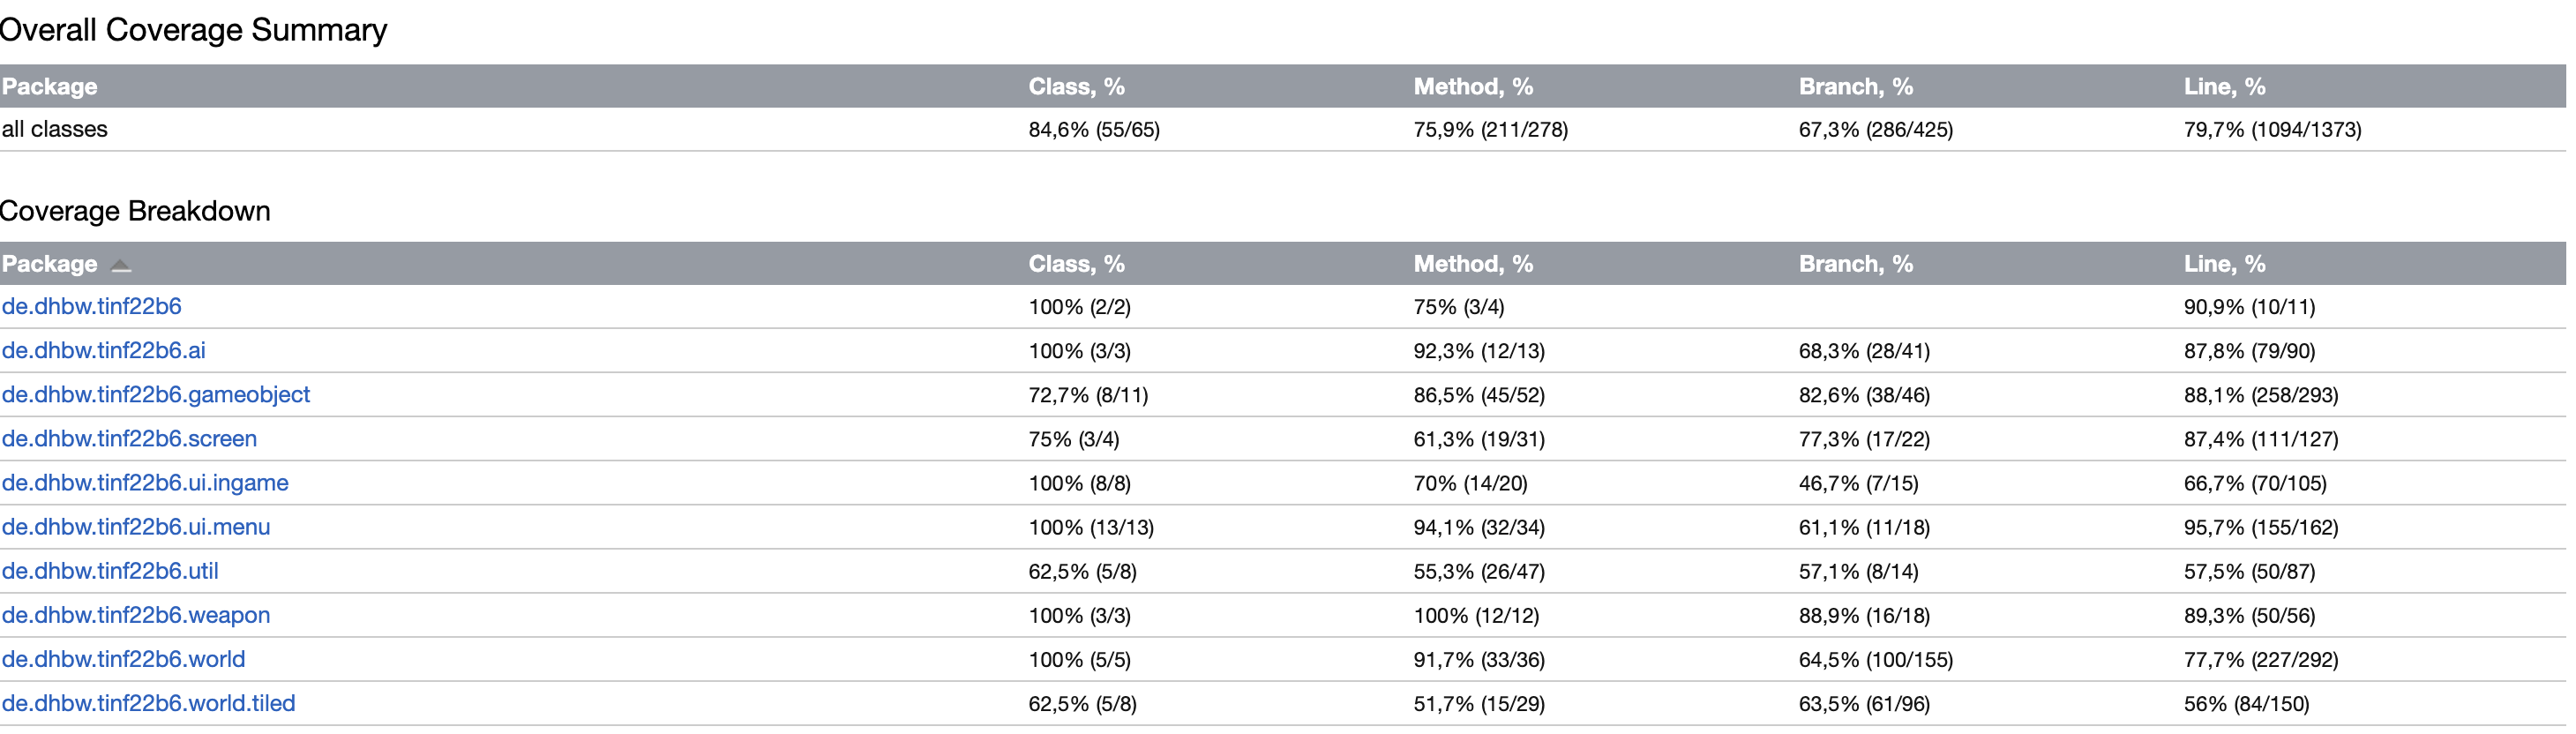 Overall Coverage Summary
Package Class, % Method, % Branch, % Line, %
all classes 84,6% (55/65) 75,9% (211/278) 67,3% (286/425) 79,7% (1094/1373)
Coverage Breakdown
Package Class, % Method, % Branch, % Line, %
de.dhbw.tinf22b6 100% (2/2) 75% (3/4) 90,9% (10/11)
de.dhbw.tinf22b6.ai 100% (3/3) 92,3% (12/13) 68,3% (28/41) 87,8% (79/90)
de.dhbw.tinf22b6.gameobject 72,7% (8/11) 86,5% (45/52) 82,6% (38/46) 88,1% (258/293)
de.dhbw.tinf22b6.screen 75% (3/4) 61,3% (19/31) 77,3% (17/22) 87,4% (111/127)
de.dhbw.tinf22b6.ui.ingame 100% (8/8) 70% (14/20) 46,7% (7/15) 66,7% (70/105)
de.dhbw.tinf22b6.ui.menu 100% (13/13) 94,1% (32/34) 61,1% (11/18) 95,7% (155/162)
de.dhbw.tinf22b6.util 62,5% (5/8) 55,3% (26/47) 57,1% (8/14) 57,5% (50/87)
de.dhbw.tinf22b6.weapon 100% (3/3) 100% (12/12) 88,9% (16/18) 89,3% (50/56)
de.dhbw.tinf22b6.world 100% (5/5) 91,7% (33/36) 64,5% (100/155) 77,7% (227/292)
de.dhbw.tinf22b6.world.tiled 62,5% (5/8) 51,7% (15/29) 63,5% (61/96) 56% (84/150)